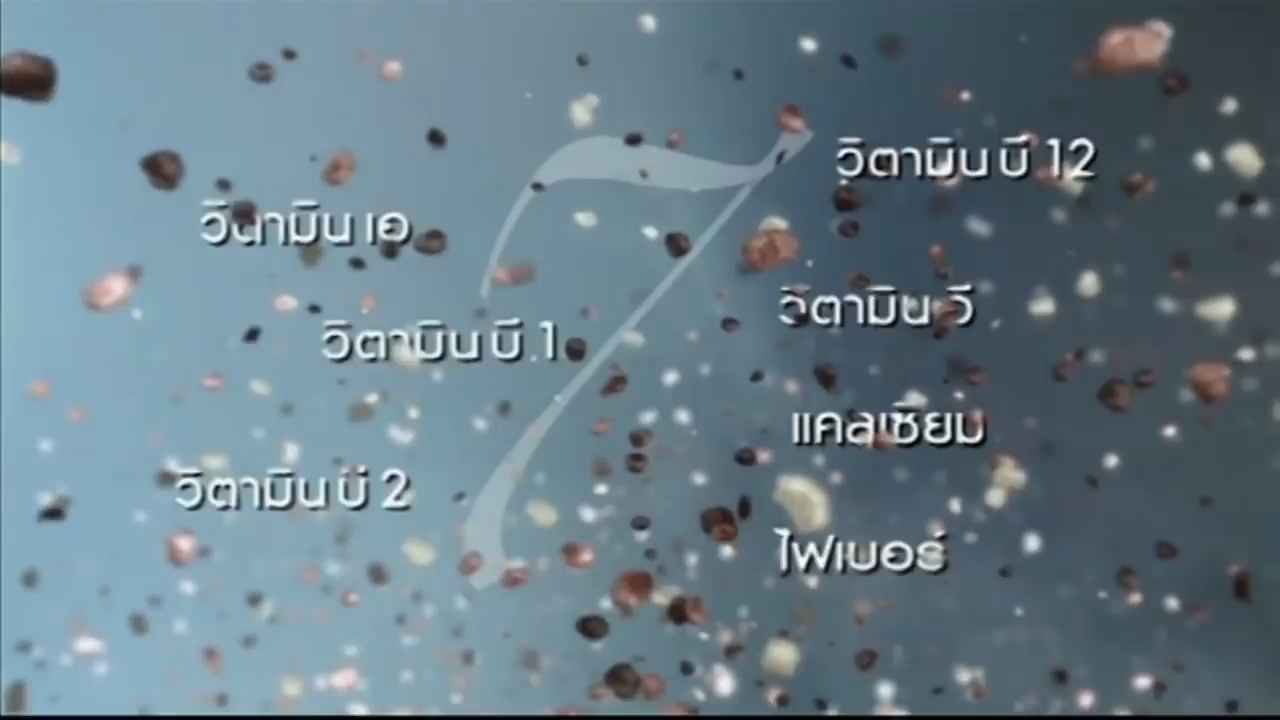 7
วิตามิน เอ
วิตามิน บี 1
วิตามิน บี 2
วิตามิน บี 12
วิตามิน ซี
แคลเซียม
ไฟเบอร์